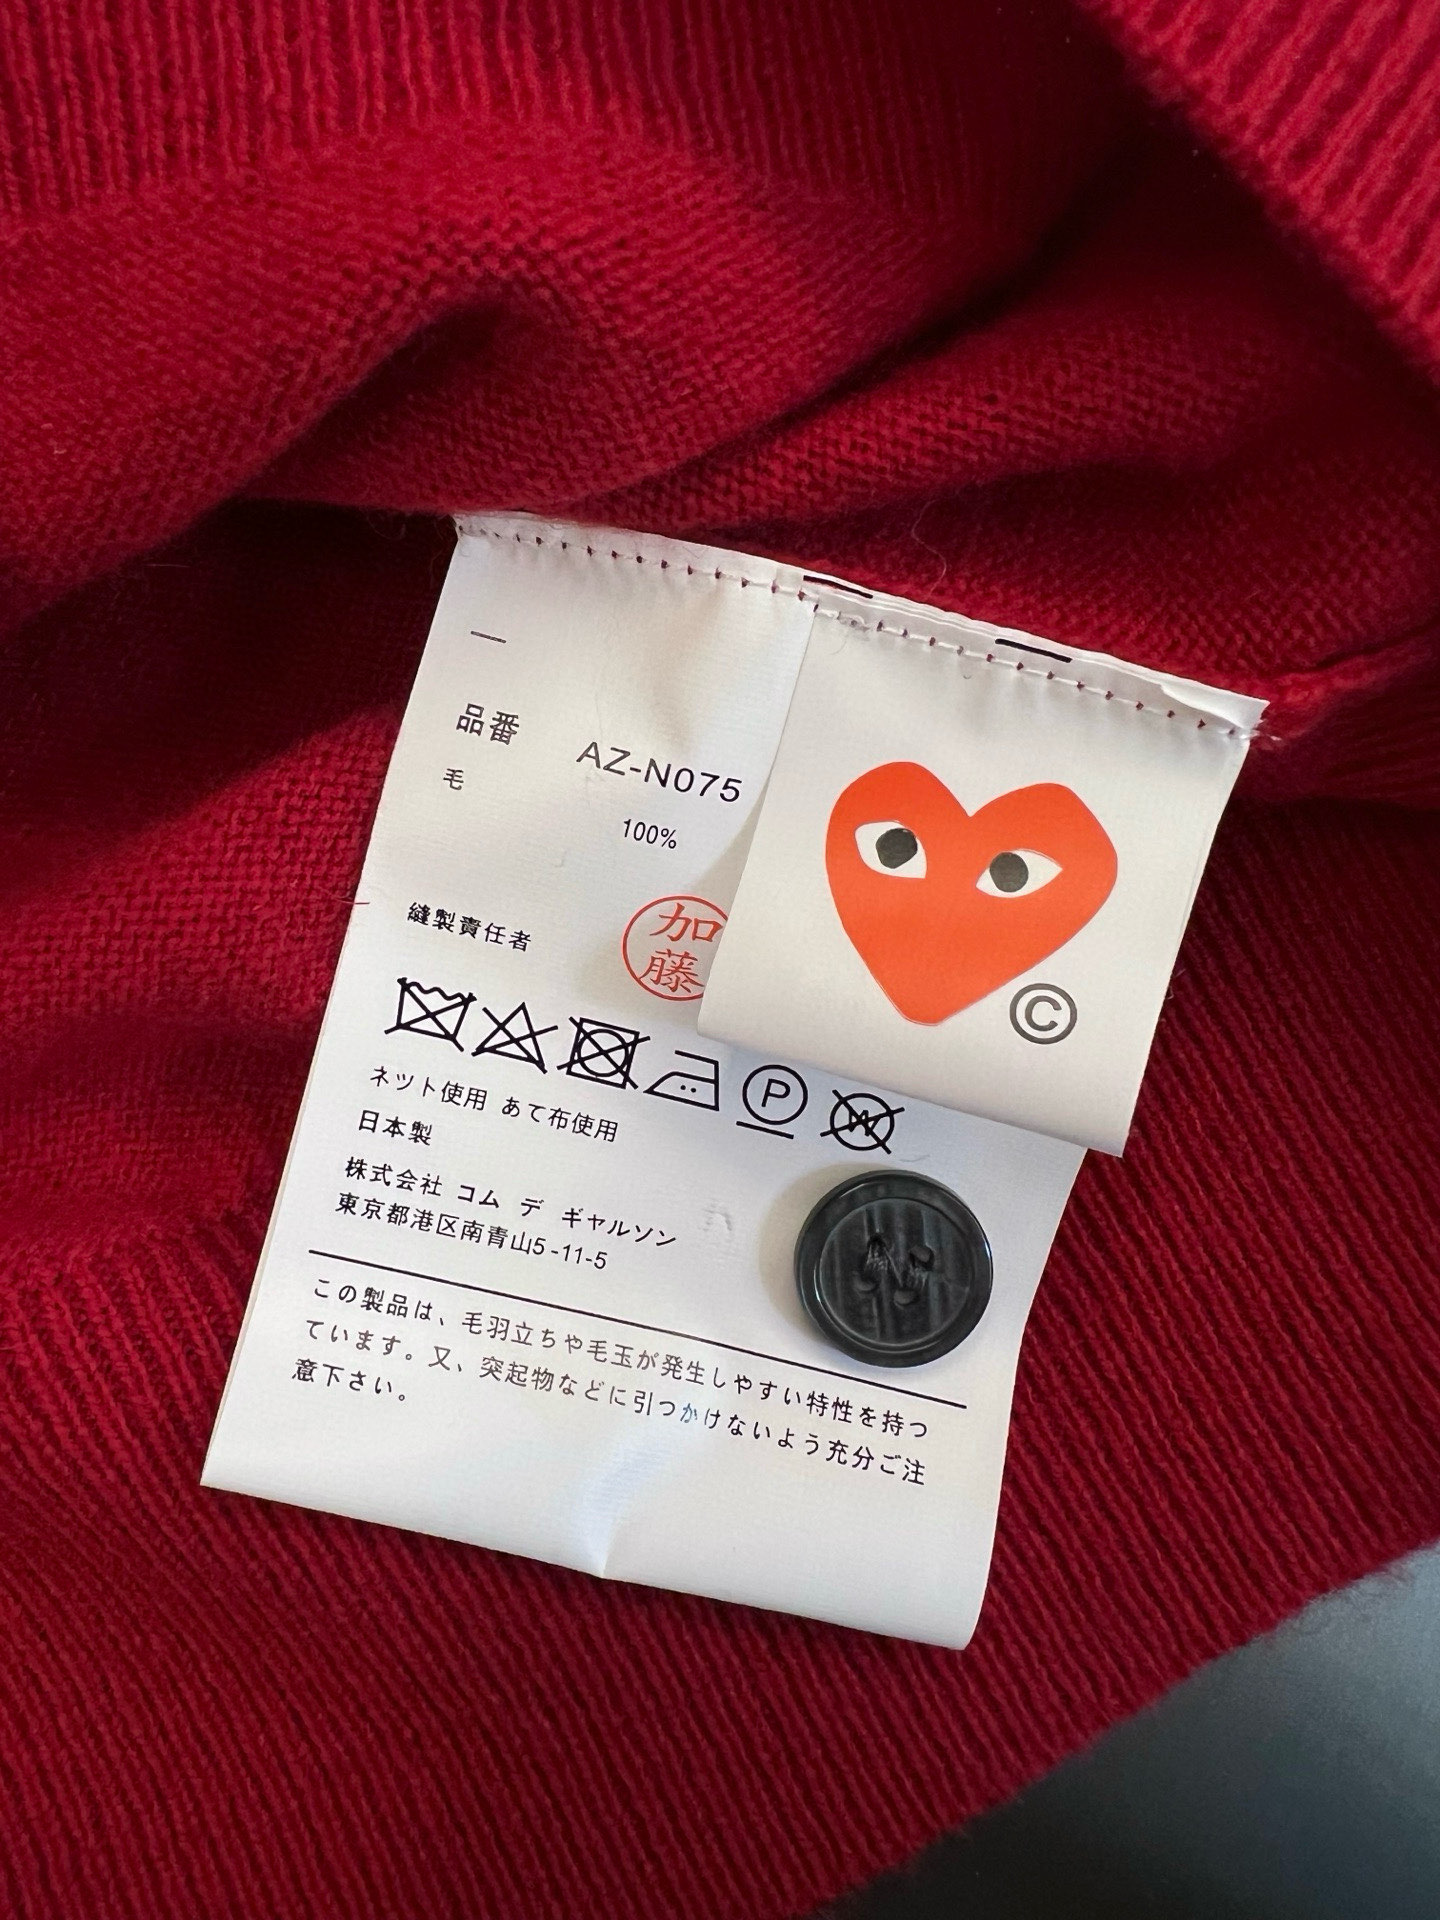 品番 AZ-N075
毛 100%
縫製責任者 加藤
ネット使用 あて布使用
日本製
株式会社 コム デ ギャルソン
東京都港区南青山5-11-5
この製品は、毛羽立ちや毛玉が発生しやすい特性を持つ
ています。又、突起物などに引つかけないよう充分ご注
意下さい。
P
W
©